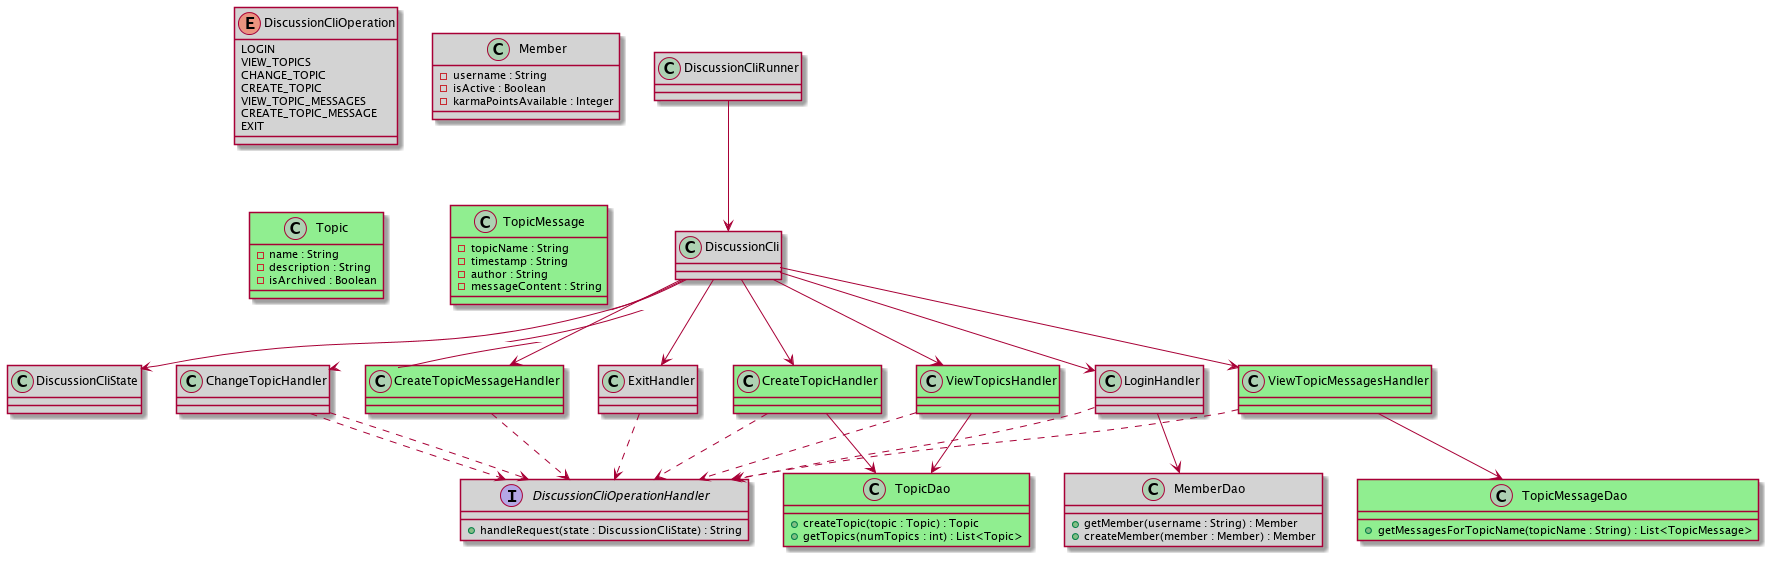 E DiscussionCliOperation
LOGIN
VIEW_TOPICS
CHANGE_TOPIC
CREATE_TOPIC
VIEW_TOPIC_MESSAGES
CREATE_TOPIC_MESSAGE
EXIT
C Member
username : String
isActive : Boolean
karmaPointsAvailable : Integer
C DiscussionCliRunner
C Topic
name : String
description : String
isArchived : Boolean
C TopicMessage
topicName : String
timestamp : String
author : String
messageContent : String
C DiscussionCli
C DiscussionCliState
C ChangeTopicHandler
C CreateTopicMessageHandler
C ExitHandler
C CreateTopicHandler
C ViewTopicsHandler
C LoginHandler
C ViewTopicMessagesHandler
I DiscussionCliOperationHandler
handleRequest(state : DiscussionCliState) : String
C TopicDao
createTopic(topic : Topic) : Topic
getTopics(numTopics : int) : List<Topic>
C MemberDao
getMember(username : String) : Member
createMember(member : Member) : Member
C TopicMessageDao
getMessagesForTopicName(topicName : String) : List<TopicMessage>